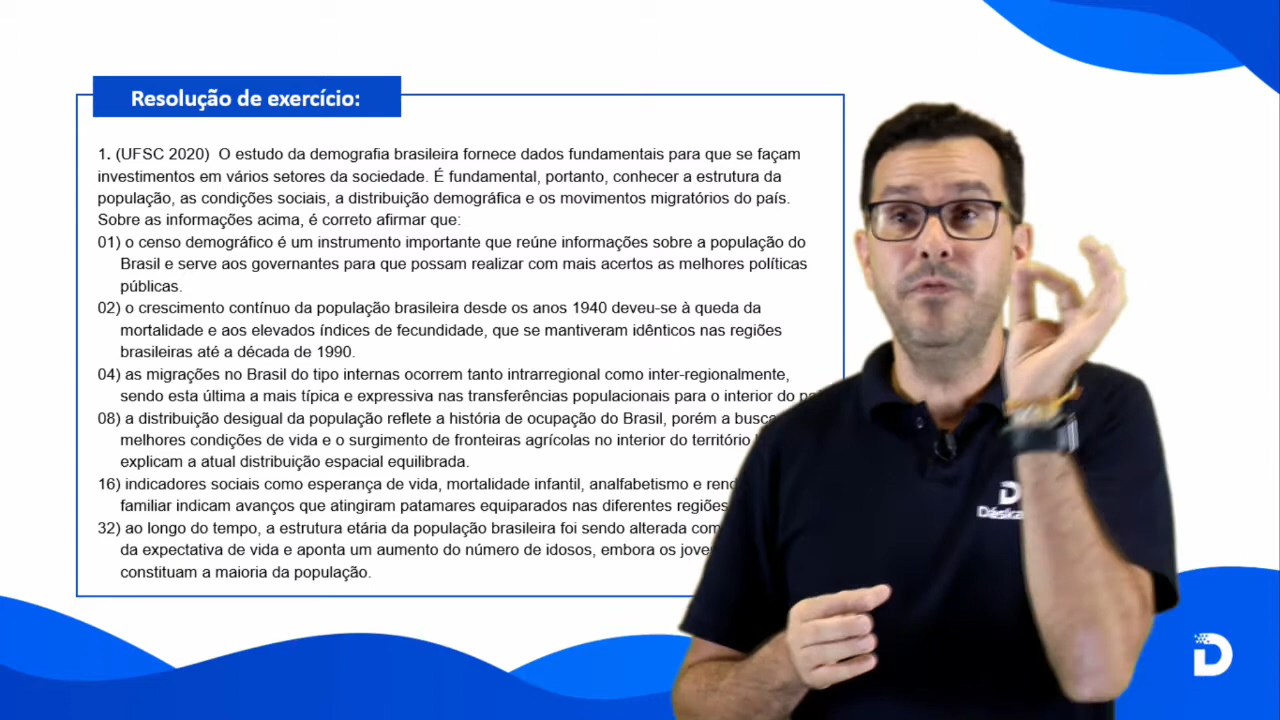 Resolução de exercício:
1. (UFSC 2020) O estudo da demografia brasileira fornece dados fundamentais para que se façam
investimentos em vários setores da sociedade. É fundamental, portanto, conhecer a estrutura da
população, as condições sociais, a distribuição demográfica e os movimentos migratórios do país.
Sobre as informações acima, é correto afirmar que:
01) o censo demográfico é um instrumento importante que reúne informações sobre a população do
Brasil e serve aos governantes para que possam realizar com mais acertos as melhores políticas
públicas.
02) o crescimento contínuo da população brasileira desde os anos 1940 deveu-se à queda da
mortalidade e aos elevados índices de fecundidade, que se mantiveram idênticos nas regiões
brasileiras até a década de 1990.
04) as migrações no Brasil do tipo internas ocorrem tanto intrarregional como inter-regionalmente,
sendo esta última a mais típica e expressiva nas transferências populacionais para o interior do
08) a distribuição desigual da população reflete a história de ocupação do Brasil, porém a
melhores condições de vida e o surgimento de fronteiras agrícolas no interior do território
explicam a atual distribuição espacial equilibrada.
16) indicadores sociais como esperança de vida, mortalidade infantil, analfabetismo e
familiar indicam avanços que atingiram patamares equiparados nas diferentes regiões
32) ao longo do tempo, a estrutura etária da população brasileira foi sendo alterada
da expectativa de vida e aponta um aumento do número de idosos, embora os
constituam a maioria da população.
D
D